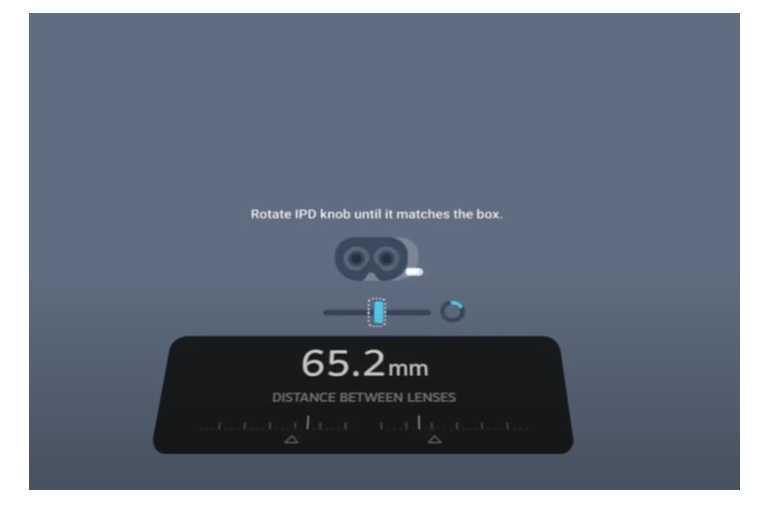 Rotate IPD knob until it matches the box.
65.2mm
DISTANCE BETWEEN LENSES